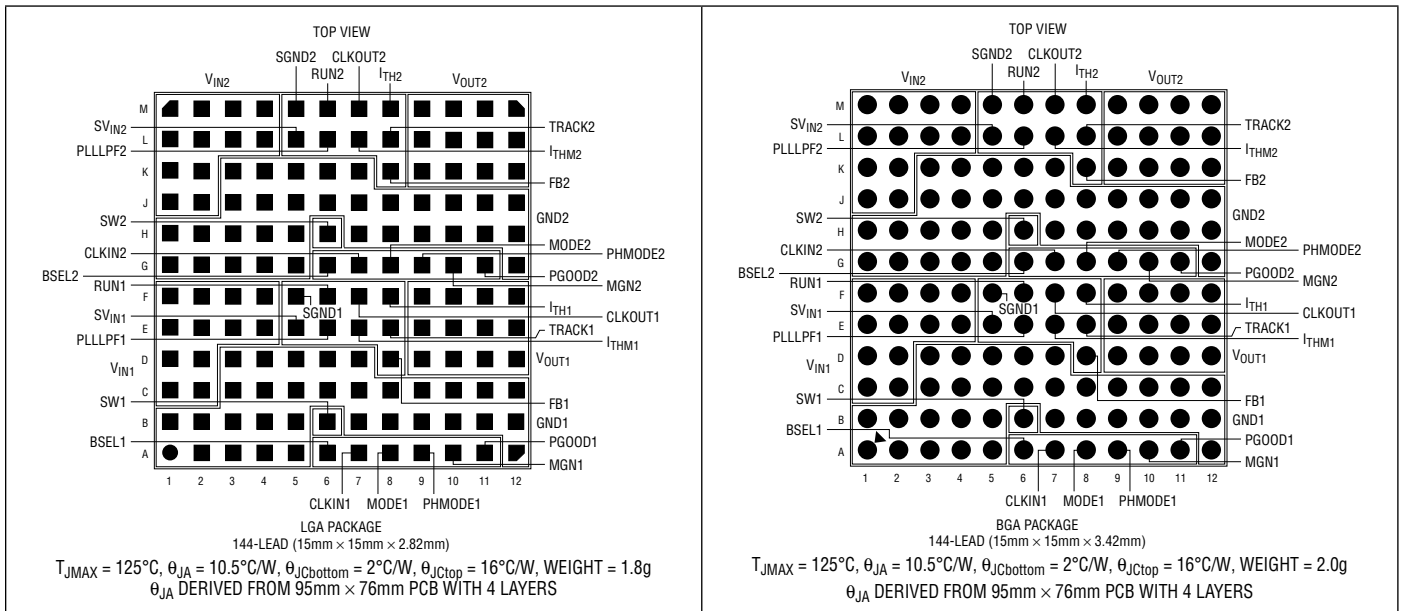 TOP VIEW
SGND2 CLKOUT2
VIN2 RUN2 ITH2 VOUT2
M
SVIN2 TRACK2
L
PLLLPF2 ITHM2
K
FB2
J
SW2 GND2
H
CLKIN2 MODE2
G PHMODE2
BSEL2 PGOOD2
RUN1 MGN2
F
SGND1 ITH1
SVIN1 CLKOUT1
E
PLLLPF1 TRACK1
ITHM1
D
VIN1 VOUT1
C
SW1 FB1
B GND1
BSEL1 PGOOD1
A
MGN1
1 2 3 4 5 6 7 8 9 10 11 12
CLKIN1 MODE1 PHMODE1
LGA PACKAGE
144-LEAD (15mm × 15mm × 2.82mm)
TJMAX = 125°C, θJA = 10.5°C/W, θJCbottom = 2°C/W, θJCtop = 16°C/W, WEIGHT = 1.8g
θJA DERIVED FROM 95mm × 76mm PCB WITH 4 LAYERS
TOP VIEW
SGND2 CLKOUT2
VIN2 RUN2 ITH2 VOUT2
M
SVIN2 TRACK2
L
PLLLPF2 ITHM2
K
FB2
J
SW2 GND2
H
CLKIN2 MODE2
G PHMODE2
BSEL2 PGOOD2
RUN1 MGN2
F
SGND1 ITH1
SVIN1 CLKOUT1
E
PLLLPF1 TRACK1
ITHM1
D
VIN1 VOUT1
C
SW1 FB1
B GND1
BSEL1 PGOOD1
A
MGN1
1 2 3 4 5 6 7 8 9 10 11 12
CLKIN1 MODE1 PHMODE1
BGA PACKAGE
144-LEAD (15mm × 15mm × 3.42mm)
TJMAX = 125°C, θJA = 10.5°C/W, θJCbottom = 2°C/W, θJCtop = 16°C/W, WEIGHT = 2.0g
θJA DERIVED FROM 95mm × 76mm PCB WITH 4 LAYERS